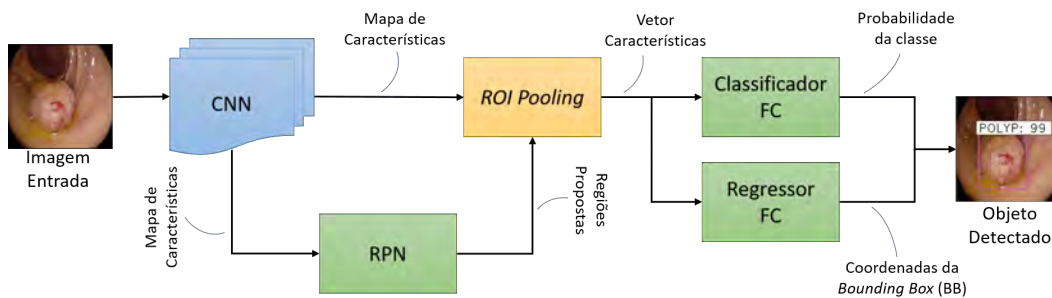 Imagem
Entrada
CNN
Mapa de
Características
Mapa de
Características
RPN
Regiões
Propostas
ROI Pooling
Vetor
Características
Classificador
FC
Regressor
FC
Probabilidade
da classe
Coordenadas da
Bounding Box (BB)
POLYP: 99
Objeto
Detectado